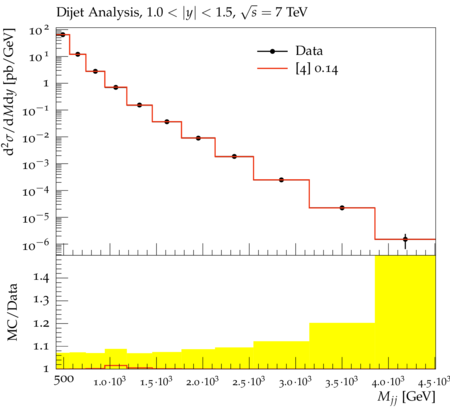 Dijet Analysis, 1.0 < |y| < 1.5, √s = 7 TeV
d²σ/dMdy [pb/GeV]
10²
10¹
1
10⁻¹
10⁻²
10⁻³
10⁻⁴
10⁻⁵
10⁻⁶
Data
[4] 0.14
MC/Data
1.4
1.3
1.2
1.1
1
500 1.0·10³ 1.5·10³ 2.0·10³ 2.5·10³ 3.0·10³ 3.5·10³ 4.0·10³ 4.5·10³
Mjj [GeV]